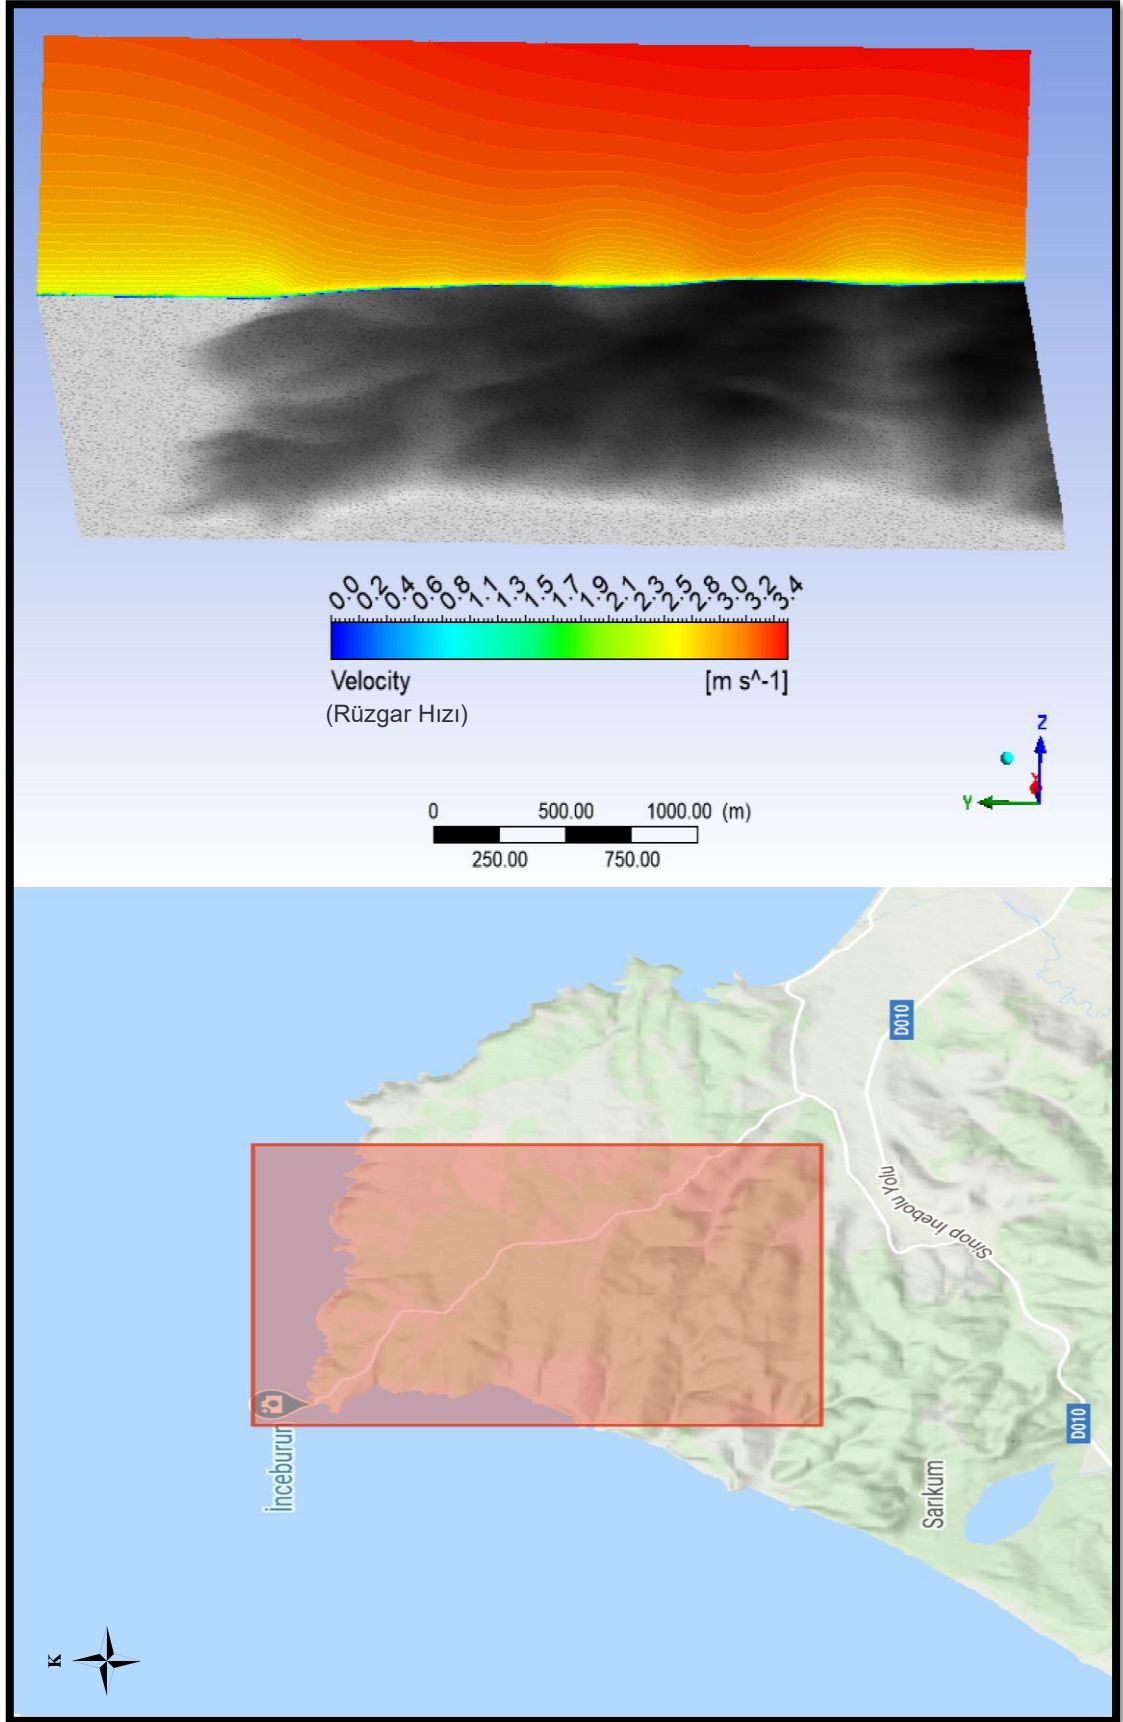 0.0 0.2 0.4 0.6 0.8 1.1 1.3 1.5 1.7 1.9 2.1 2.3 2.5 2.8 3.0 3.2 3.4
Velocity [m s^-1]
(Rüzgar Hızı)
Z
Y
0 500.00 1000.00 (m)
250.00 750.00
D010
Sinop İnebolu Yolu
İnceburun
D010
Sarıkum
K